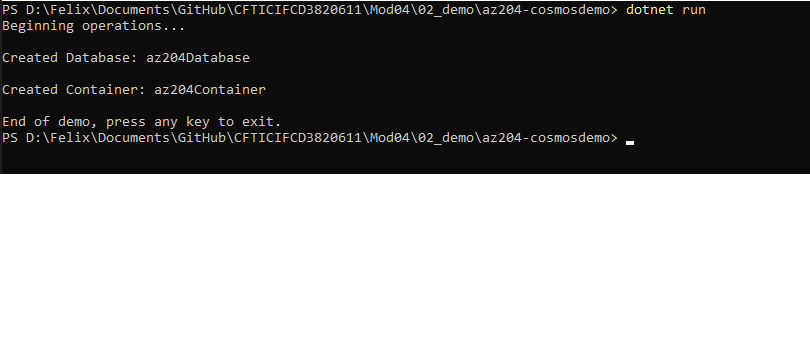 PS D:\Felix\Documents\GitHub\CFTICIFCD3820611\Mod04\02_demo\az204-cosmosdemo> dotnet run
Beginning operations...
Created Database: az204Database
Created Container: az204Container
End of demo, press any key to exit.
PS D:\Felix\Documents\GitHub\CFTICIFCD3820611\Mod04\02_demo\az204-cosmosdemo>